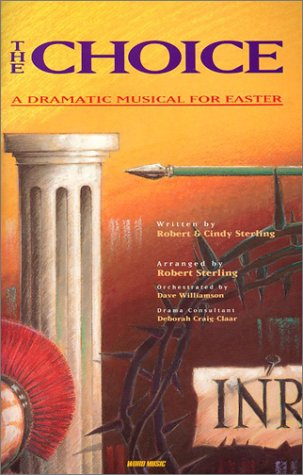 THE CHOICE
A DRAMATIC MUSICAL FOR EASTER
Written by
Robert & Cindy Sterling
Arranged by
Robert Sterling
Orchestrated by
Dave Williamson
Drama Consultant
Deborah Craig-Claar
INR
WORD MUSIC